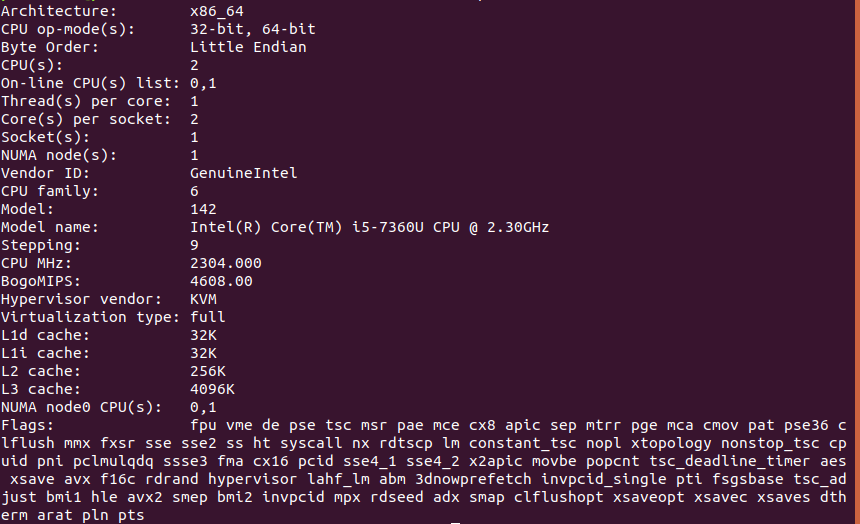 Architecture:          x86_64
CPU op-mode(s):        32-bit, 64-bit
Byte Order:            Little Endian
CPU(s):                2
On-line CPU(s) list: 0,1
Thread(s) per core:  1
Core(s) per socket:  2
Socket(s):             1
NUMA node(s):          1
Vendor ID:             GenuineIntel
CPU family:            6
Model:                 142
Model name:            Intel(R) Core(TM) i5-7360U CPU @ 2.30GHz
Stepping:              9
CPU MHz:               2304.000
BogoMIPS:              4608.00
Hypervisor vendor:   KVM
Virtualization type: full
L1d cache:             32K
L1i cache:             32K
L2 cache:              256K
L3 cache:              4096K
NUMA node0 CPU(s):   0,1
Flags:                 fpu vme de pse tsc msr pae mce cx8 apic sep mtrr pge mca cmov pat pse36 c
lflush mmx fxsr sse sse2 ss ht syscall nx rdtscp lm constant_tsc nopl xtopology nonstop_tsc cp
uid pni pclmulqdq ssse3 fma cx16 pcid sse4_1 sse4_2 x2apic movbe popcnt tsc_deadline_timer aes
 xsave avx f16c rdrand hypervisor lahf_lm abm 3dnowprefetch invpcid_single pti fsgsbase tsc_ad
just bmi1 hle avx2 smep bmi2 invpcid mpx rdseed adx smap clflushopt xsaveopt xsavec xsaves dth
erm arat pln pts